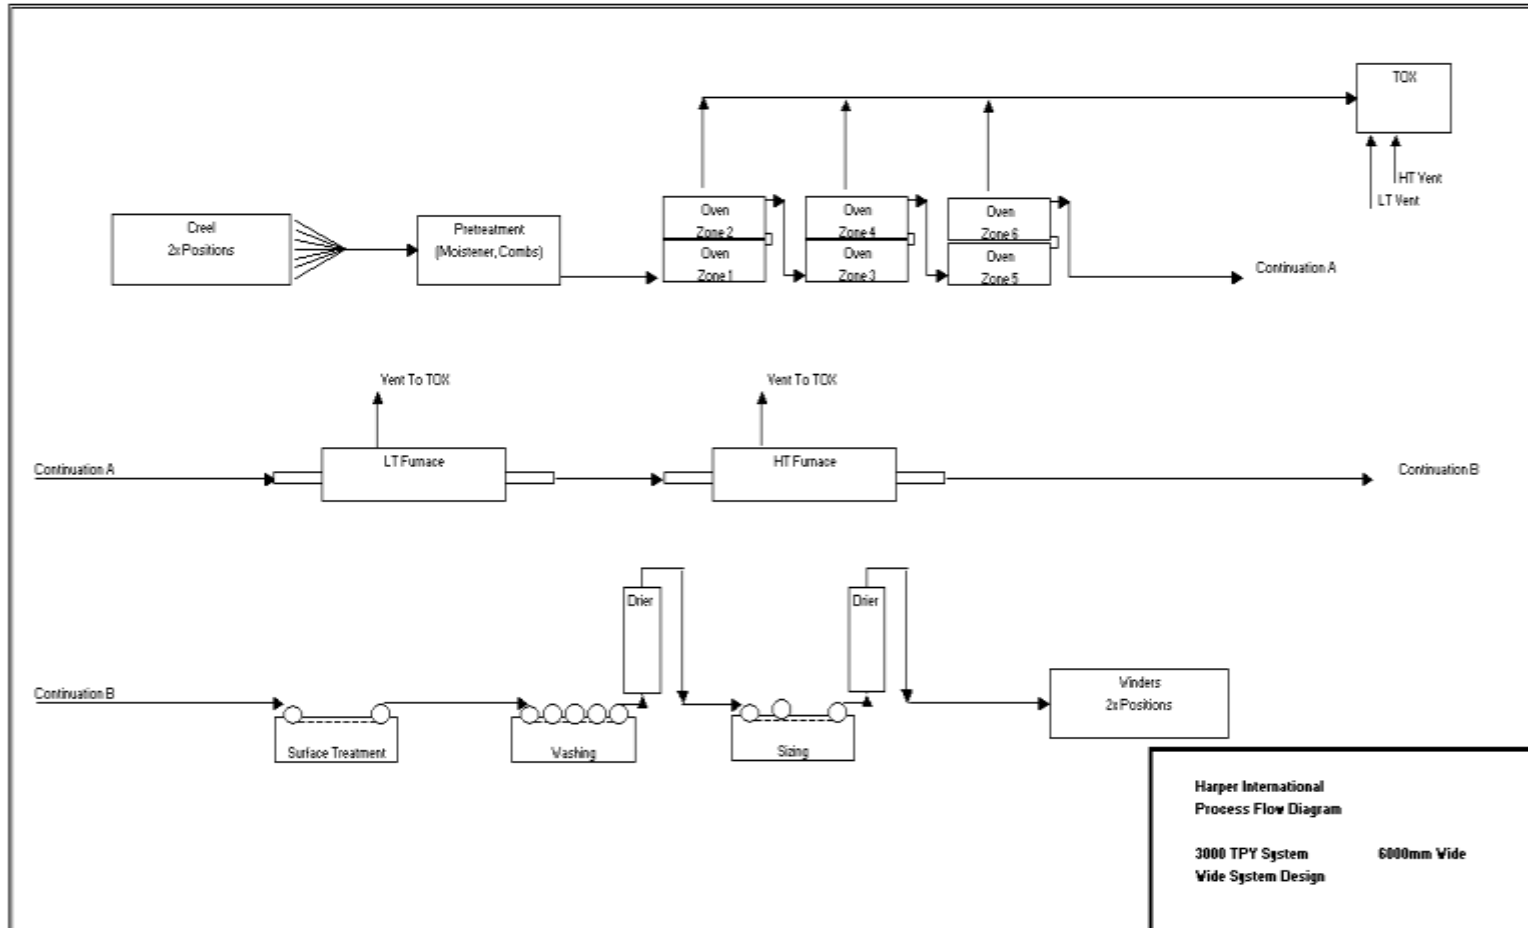 TOX
HT Vent
LT Vent
Creel
2x Positions
Pretreatment
(Moistener, Combs)
Oven
Zone 2
Oven
Zone 1
Oven
Zone 4
Oven
Zone 3
Oven
Zone 6
Oven
Zone 5
Continuation A
Vent To TOX
Vent To TOX
Continuation A
LT Furnace
HT Furnace
Continuation B
Drier
Drier
Continuation B
Surface Treatment
Washing
Sizing
Winders
2x Positions
Harper International
Process Flow Diagram
3000 TPY System 6000mm Wide
Wide System Design